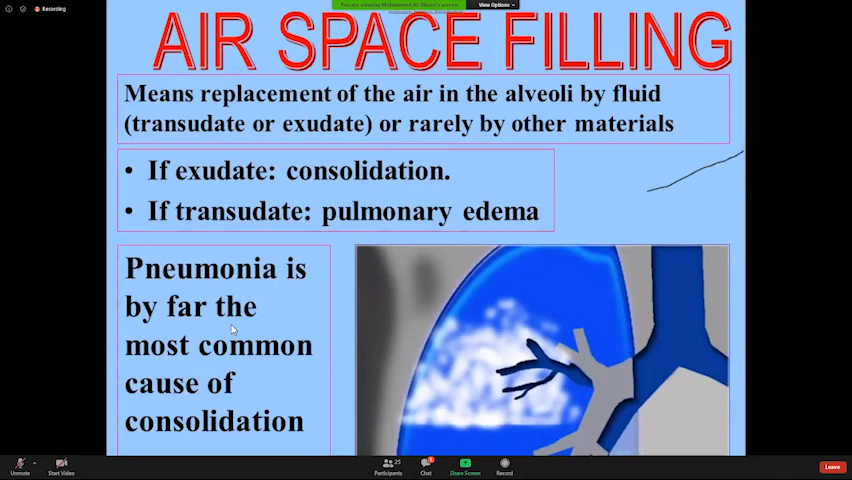 Recording
You are viewing Mohammed Al-Absi's screen
View Options
AIR SPACE FILLING
Means replacement of the air in the alveoli by fluid
(transudate or exudate) or rarely by other materials
• If exudate: consolidation.
• If transudate: pulmonary edema
Pneumonia is
by far the
most common
cause of
consolidation
Unmute
Start Video
25
Participants
Chat
Share Screen
Record
Leave